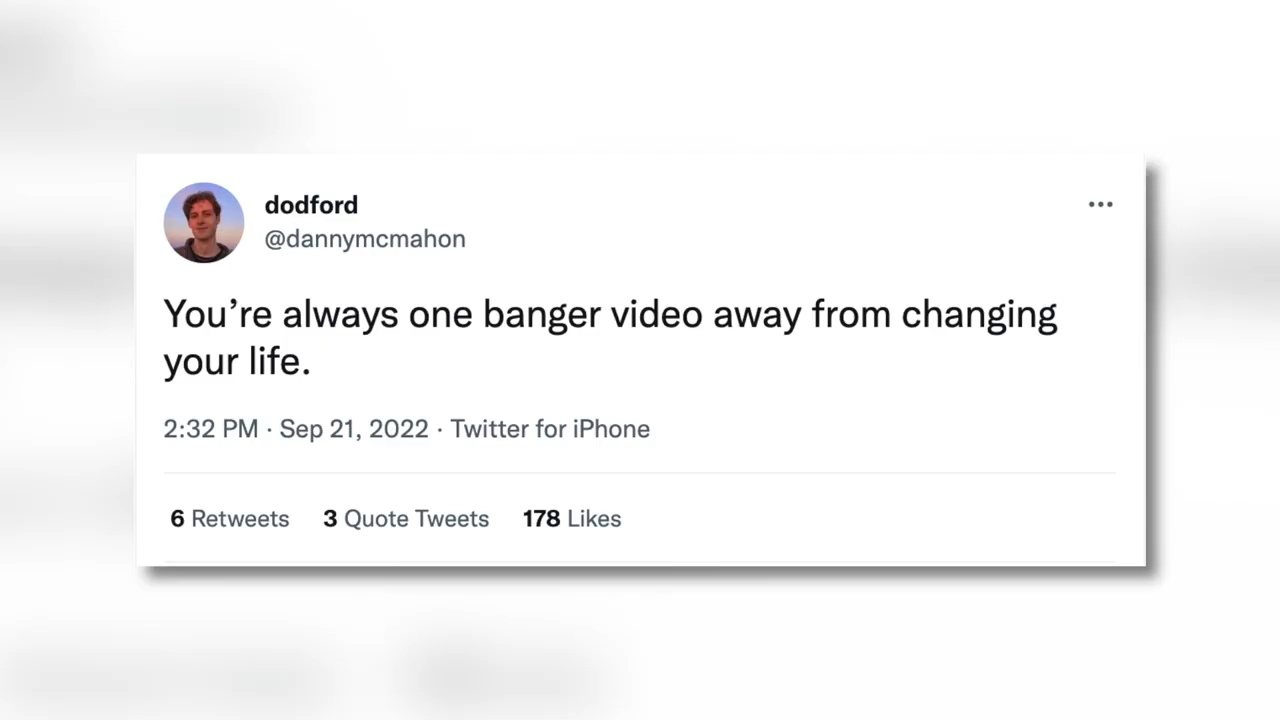 dodford
@dannymcmahon
You’re always one banger video away from changing
your life.
2:32 PM · Sep 21, 2022 · Twitter for iPhone
6 Retweets 3 Quote Tweets 178 Likes